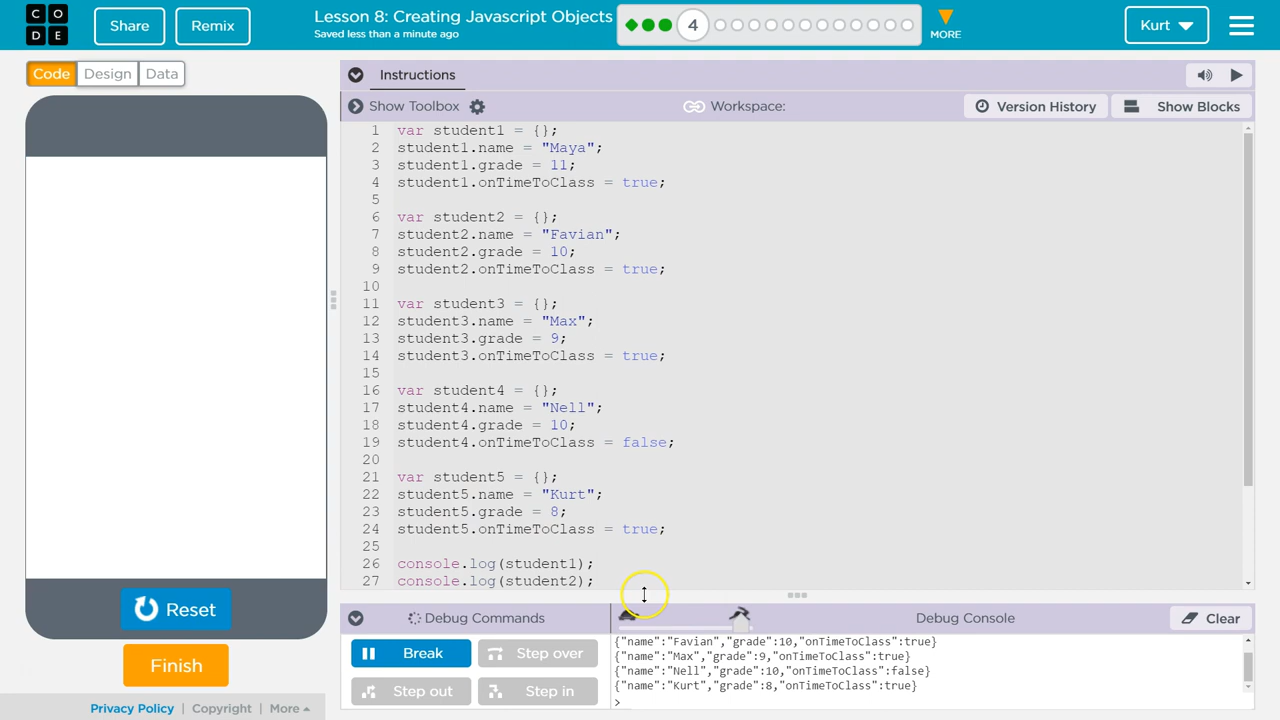 CODE
Share
Remix
Lesson 8: Creating Javascript Objects
Saved less than a minute ago
4
MORE
Kurt
Code
Design
Data
Instructions
Show Toolbox
Workspace:
Version History
Show Blocks
1 var student1 = {};
2 student1.name = "Maya";
3 student1.grade = 11;
4 student1.onTimeToClass = true;
5
6 var student2 = {};
7 student2.name = "Favian";
8 student2.grade = 10;
9 student2.onTimeToClass = true;
10
11 var student3 = {};
12 student3.name = "Max";
13 student3.grade = 9;
14 student3.onTimeToClass = true;
15
16 var student4 = {};
17 student4.name = "Nell";
18 student4.grade = 10;
19 student4.onTimeToClass = false;
20
21 var student5 = {};
22 student5.name = "Kurt";
23 student5.grade = 8;
24 student5.onTimeToClass = true;
25
26 console.log(student1);
27 console.log(student2);
Reset
Finish
Debug Commands
Debug Console
Clear
Break
Step over
Step out
Step in
{"name":"Favian","grade":10,"onTimeToClass":true}
{"name":"Max","grade":9,"onTimeToClass":true}
{"name":"Nell","grade":10,"onTimeToClass":false}
{"name":"Kurt","grade":8,"onTimeToClass":true}
>
Privacy Policy | Copyright | More